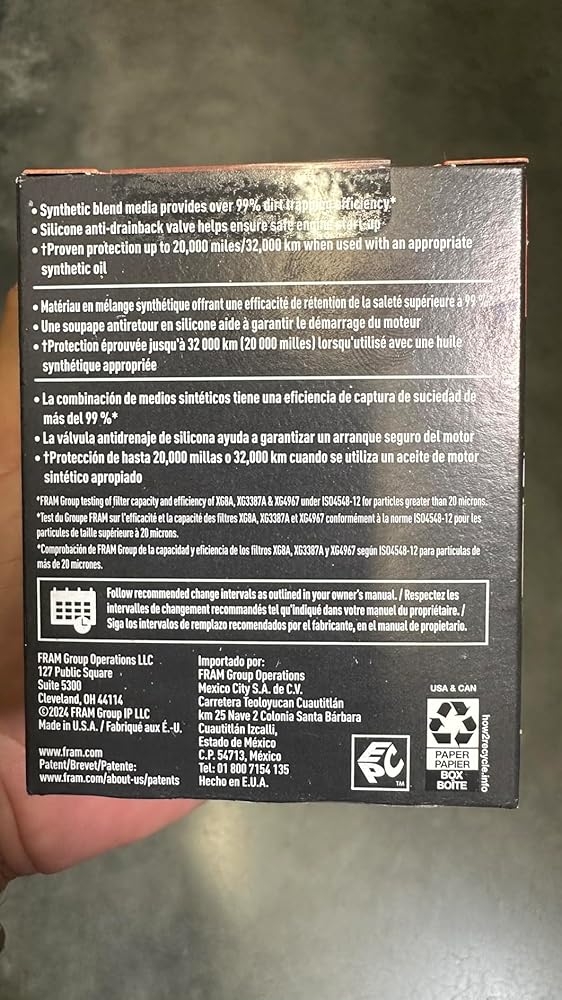 • Synthetic blend media provides over 99% dirt trapping efficiency*
• Silicone anti-drainback valve helps ensure safe engine start-up
• †Proven protection up to 20,000 miles/32,000 km when used with an appropriate
synthetic oil
• Matériau en mélange synthétique offrant une efficacité de rétention de la saleté supérieure à 99 %
• Une soupape antiretour en silicone aide à garantir le démarrage du moteur
• †Protection éprouvée jusqu'à 32 000 km (20 000 milles) lorsqu'utilisé avec une huile
synthétique appropriée
• La combinación de medios sintéticos tiene una eficiencia de captura de suciedad de
más del 99 %*
• La válvula antidrenaje de silicona ayuda a garantizar un arranque seguro del motor
• †Protección de hasta 20,000 millas o 32,000 km cuando se utiliza un aceite de motor
sintético apropiado
*FRAM Group testing of filter capacity and efficiency of XG8A, XG3387A & XG4967 under ISO4548-12 for particles greater than 20 microns.
*Test du Groupe FRAM sur l'efficacité et la capacité des filtres XG8A, XG3387A et XG4967 conformément à la norme ISO4548-12 pour les
particules de taille supérieure à 20 microns.
*Comprobación de FRAM Group de la capacidad y eficiencia de los filtros XG8A, XG3387A y XG4967 según ISO4548-12 para partículas de
más de 20 micrones.
Follow recommended change intervals as outlined in your owner's manual. / Respectez les
intervalles de changement recommandés tel qu'indiqué dans votre manuel du propriétaire. /
Siga los intervalos de remplazo recomendados por el fabricante, en el manual de propietario.
FRAM Group Operations LLC
127 Public Square
Suite 5300
Cleveland, OH 44114
©2024 FRAM Group IP LLC
Made in U.S.A. / Fabriqué aux É.-U.
www.fram.com
Patent/Brevet/Patente:
www.fram.com/about-us/patents
Importado por:
FRAM Group Operations
Mexico City S.A. de C.V.
Carretera Teoloyucan Cuautitlán
km 25 Nave 2 Colonia Santa Bárbara
Cuautitlán Izcalli,
Estado de México
C.P. 54713, México
Tel: 01 800 7154 135
Hecho en E.U.A.
EPC
TM
USA & CAN
PAPER
PAPIER
BOX
BOÎTE
how2recycle.info